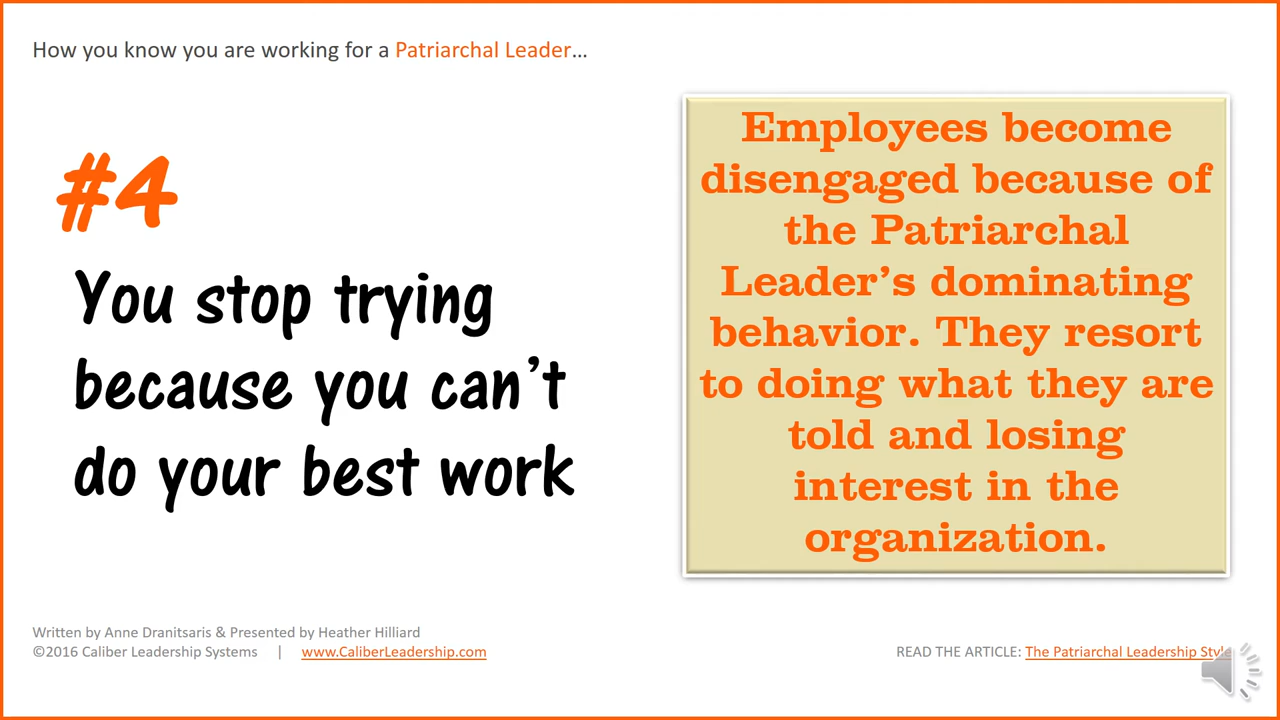 How you know you are working for a Patriarchal Leader…
#4
You stop trying
because you can’t
do your best work
Employees become
disengaged because of
the Patriarchal
Leader’s dominating
behavior. They resort
to doing what they are
told and losing
interest in the
organization.
Written by Anne Dranitsaris & Presented by Heather Hilliard
©2016 Caliber Leadership Systems | www.CaliberLeadership.com
READ THE ARTICLE: The Patriarchal Leadership Style